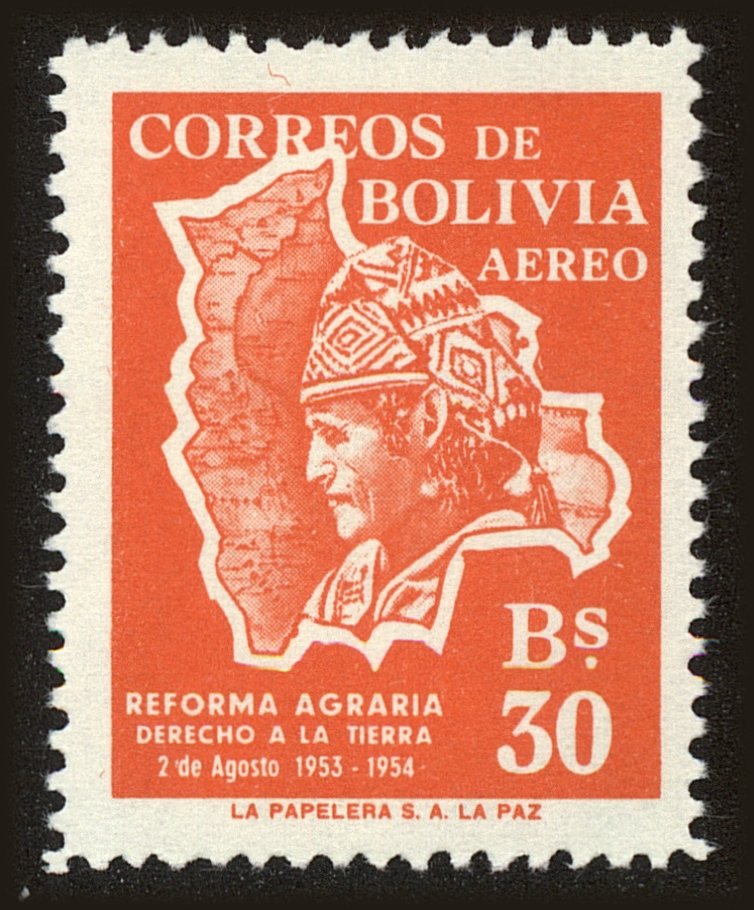 CORREOS DE
BOLIVIA
AEREO
Bs.
30
REFORMA AGRARIA
DERECHO A LA TIERRA
2 de Agosto 1953 - 1954
LA PAPELERA S. A. LA PAZ